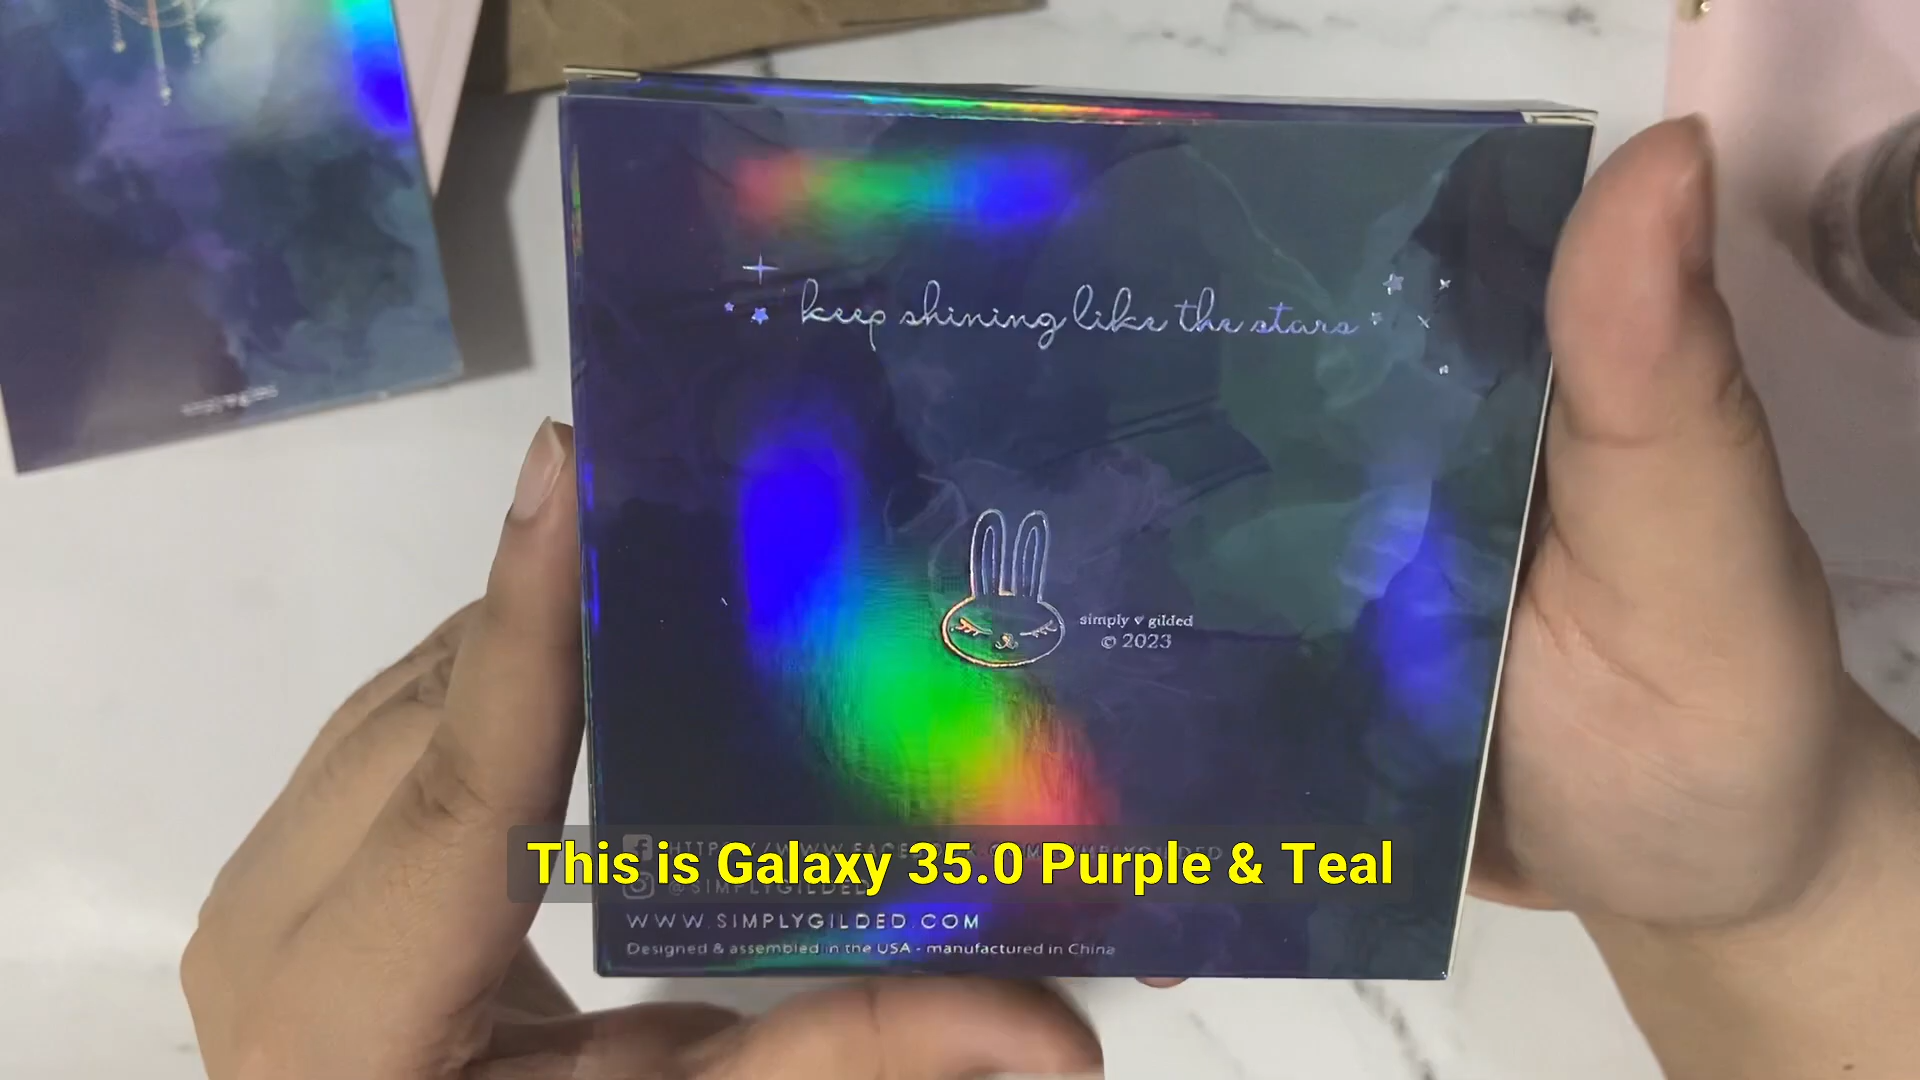 keep shining like the stars
simply ♥ gilded
© 2023
This is Galaxy 35.0 Purple & Teal
@SIMPLYGILDED
WWW.SIMPLYGILDED.COM
Designed & assembled in the USA - manufactured in China